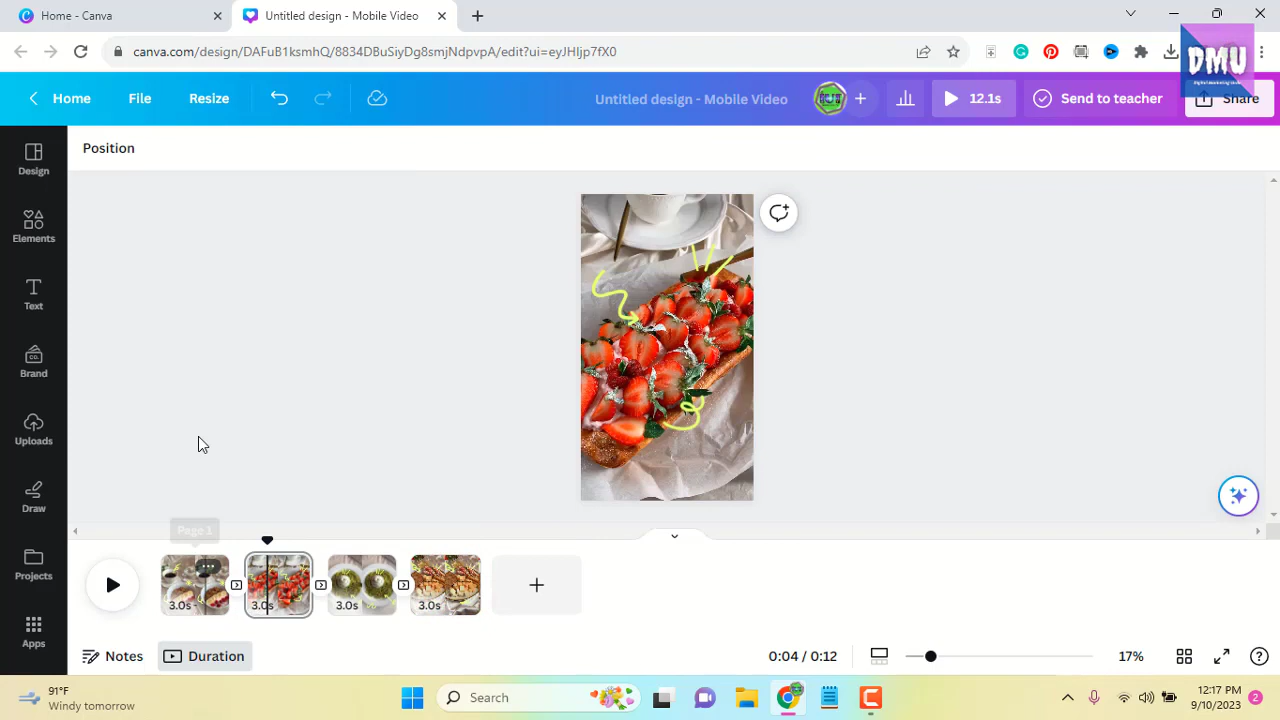 Home - Canva
Untitled design - Mobile Video
canva.com/design/DAFuB1ksmhQ/8834DBuSiyDg8smjNdpvpA/edit?ui=eyJHIjp7fX0
DMU
Home
File
Resize
Untitled design - Mobile Video
12.1s
Send to teacher
Share
Position
Design
Elements
Text
Brand
Uploads
Draw
Projects
Apps
Page 1
3.0s
3.0s
3.0s
3.0s
Notes
Duration
0:04 / 0:12
17%
91°F
Windy tomorrow
Search
12:17 PM
9/10/2023
2